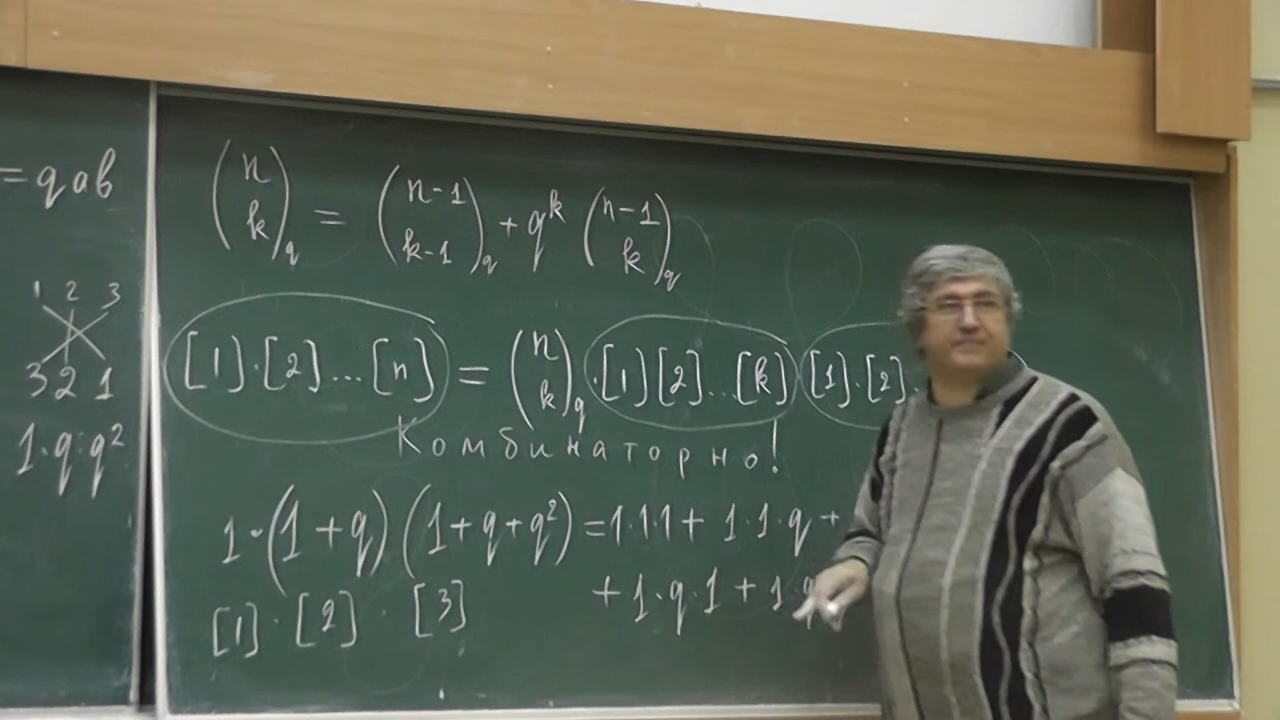 = qab
1 2 3
3 2 1
1·q·q²
(n k)_q = (n-1 k-1)_q + q^k (n-1 k)_q
[1]·[2]...[n] = (n k)_q ·[1][2]...[k] [1]·[2].
Комбинаторно!
1·(1+q)(1+q+q²)=1·1·1+ 1·1·q+
[1]·[2]·[3]
+1·q·1+1·q